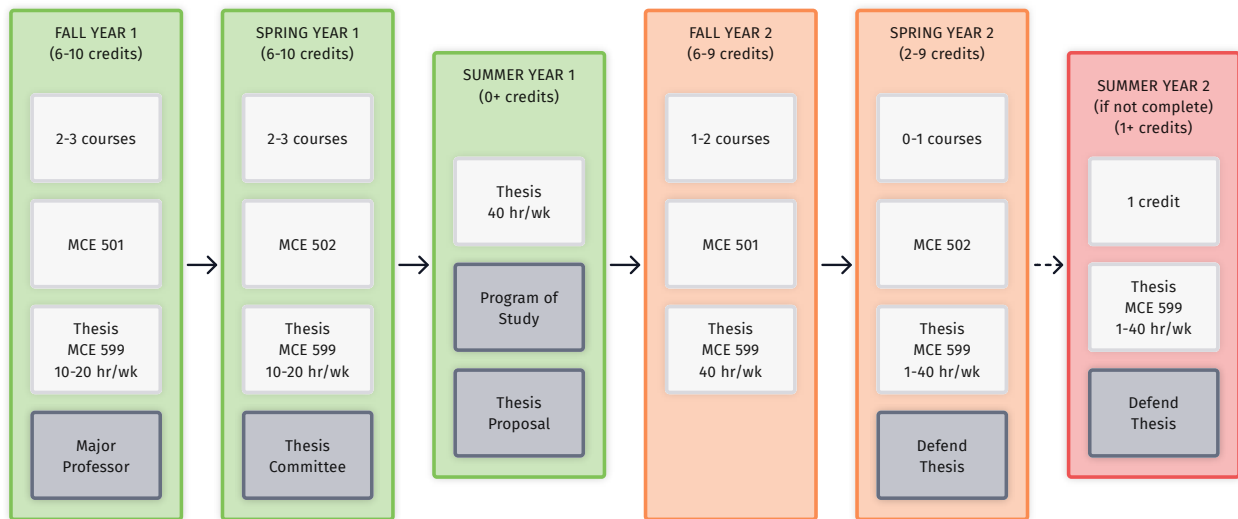 FALL YEAR 1
(6-10 credits)
2-3 courses
MCE 501
Thesis
MCE 599
10-20 hr/wk
Major
Professor
SPRING YEAR 1
(6-10 credits)
2-3 courses
MCE 502
Thesis
MCE 599
10-20 hr/wk
Thesis
Committee
SUMMER YEAR 1
(0+ credits)
Thesis
40 hr/wk
Program of
Study
Thesis
Proposal
FALL YEAR 2
(6-9 credits)
1-2 courses
MCE 501
Thesis
MCE 599
40 hr/wk
SPRING YEAR 2
(2-9 credits)
0-1 courses
MCE 502
Thesis
MCE 599
1-40 hr/wk
Defend
Thesis
SUMMER YEAR 2
(if not complete)
(1+ credits)
1 credit
Thesis
MCE 599
1-40 hr/wk
Defend
Thesis